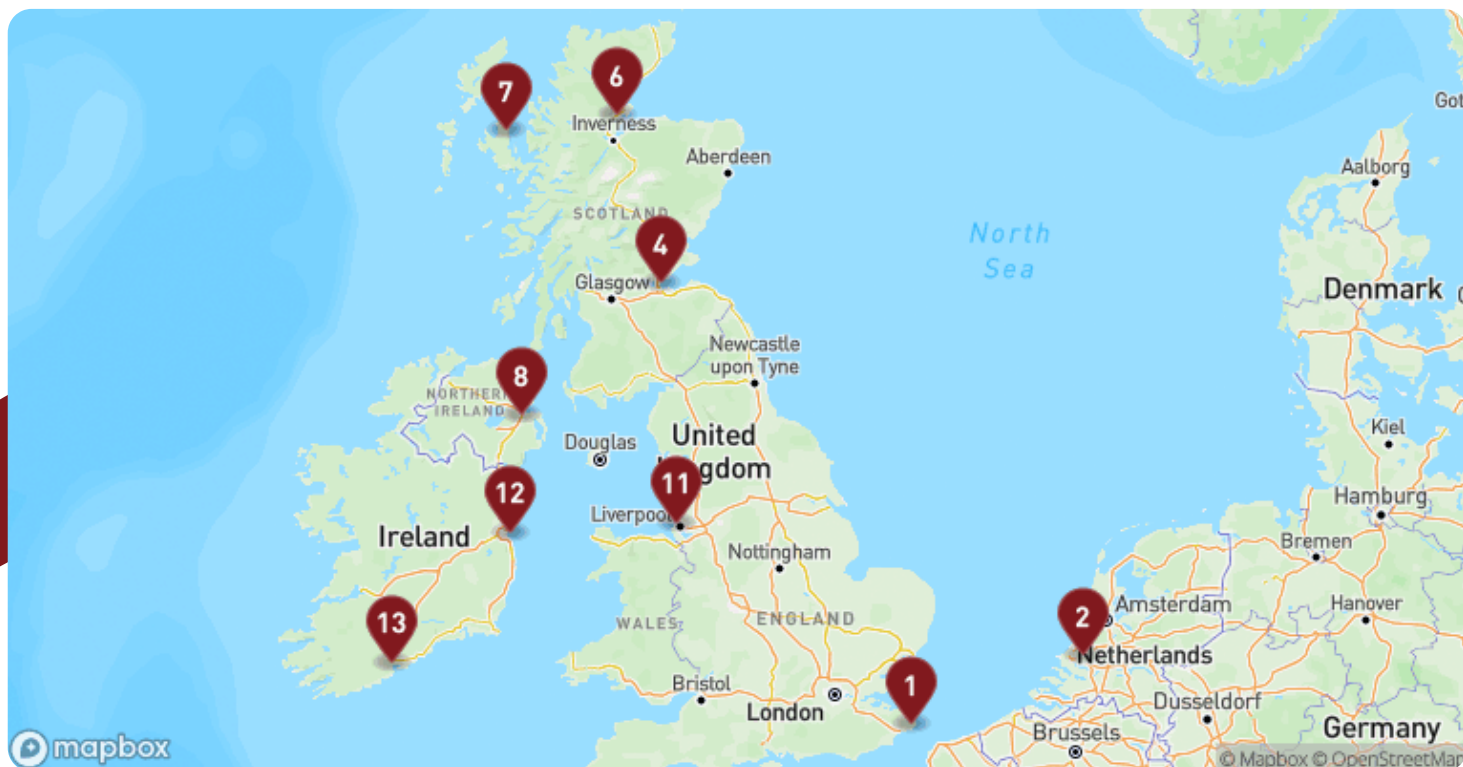 6
7
Inverness
Aberdeen
SCOTLAND
4
Glasgow
North
Sea
Got
Aalborg
Denmark
Newcastle
upon Tyne
8
NORTHERN
IRELAND
Douglas
United
gdom
Kiel
11
Liverpool
12
Ireland
Hamburg
Bremen
Nottingham
2
Amsterdam
Hanover
13
WALES
ENGLAND
Netherlands
1
Bristol
London
Dusseldorf
Brussels
Germany
mapbox
© Mapbox © OpenStreetMap